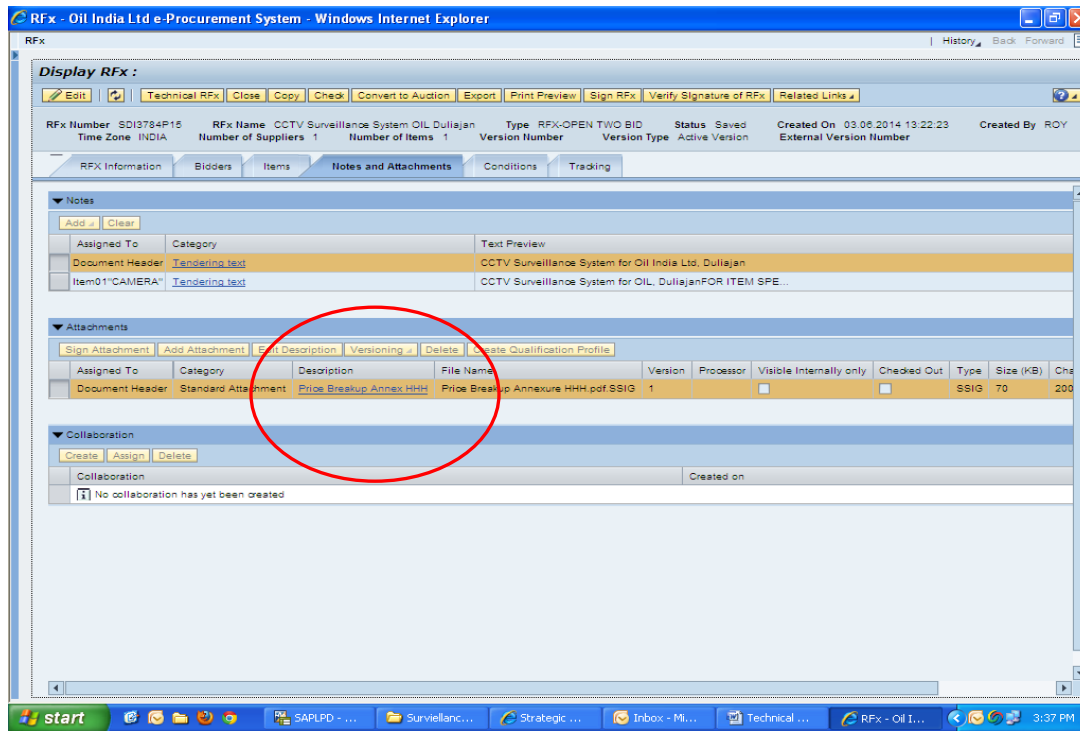 RFx - Oil India Ltd e-Procurement System - Windows Internet Explorer
RFx | History Back Forward
Display RFx :
Edit | | Technical RFx Close Copy Check Convert to Auction Export Print Preview Sign RFx Verify Signature of RFx Related Links
RFx Number SDI3784P15 RFx Name CCTV Surveillance System OIL Duliajan Type RFX-OPEN TWO BID Status Saved Created On 03.06.2014 13:22:23 Created By ROY
Time Zone INDIA Number of Suppliers 1 Number of Items 1 Version Number Version Type Active Version External Version Number
RFX Information Bidders Items Notes and Attachments Conditions Tracking
Notes
Add Clear
Assigned To Category Text Preview
Document Header Tendering text CCTV Surveillance System for Oil India Ltd, Duliajan
Item01"CAMERA" Tendering text CCTV Surveillance System for OIL, DuliajanFOR ITEM SPE...
Attachments
Sign Attachment Add Attachment Edit Description Versioning Delete Create Qualification Profile
Assigned To Category Description File Name Version Processor Visible Internally only Checked Out Type Size (KB) Cha
Document Header Standard Attachment Price Breakup Annex HHH Price Breakup Annexure HHH.pdf.SSIG 1 SSIG 70 200
Collaboration
Create Assign Delete
Collaboration Created on
No collaboration has yet been created
start SAPLPD - ... Surviellanc... Strategic ... Inbox - Mi... Technical ... RFx - Oil I... 3:37 PM